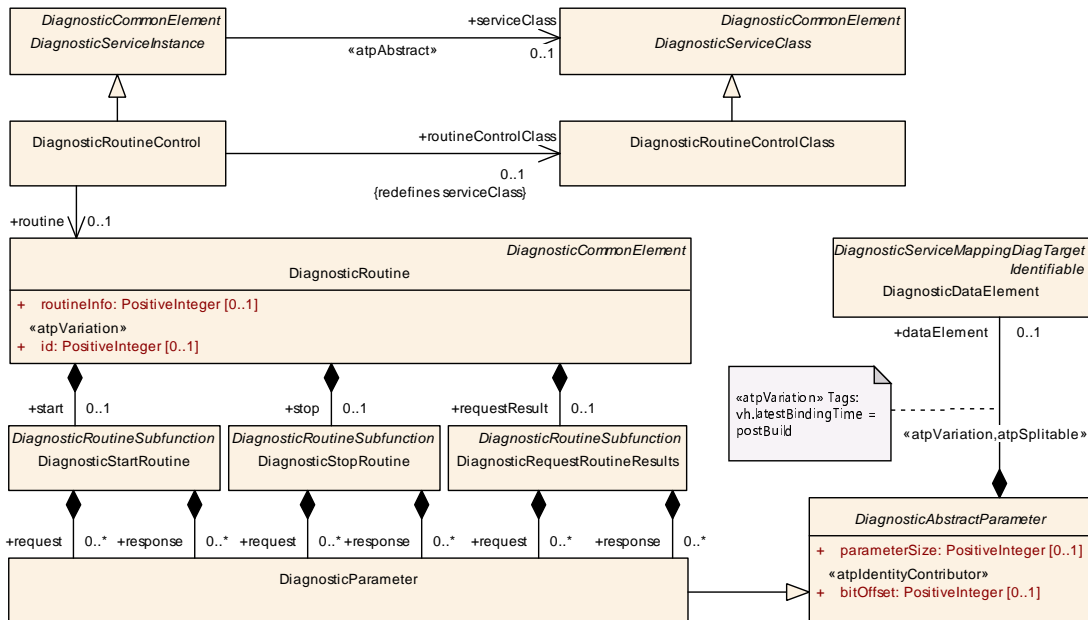 DiagnosticCommonElement
DiagnosticServiceInstance
+serviceClass
«atpAbstract»
0..1
DiagnosticCommonElement
DiagnosticServiceClass
DiagnosticRoutineControl
+routineControlClass
0..1
{redefines serviceClass}
DiagnosticRoutineControlClass
+routine
0..1
DiagnosticCommonElement
DiagnosticRoutine
+ routineInfo: PositiveInteger [0..1]
«atpVariation»
+ id: PositiveInteger [0..1]
DiagnosticServiceMappingDiagTarget
Identifiable
DiagnosticDataElement
+dataElement
0..1
«atpVariation» Tags:
vh.latestBindingTime =
postBuild
«atpVariation,atpSplitable»
+start
0..1
+stop
0..1
+requestResult
0..1
DiagnosticRoutineSubfunction
DiagnosticStartRoutine
DiagnosticRoutineSubfunction
DiagnosticStopRoutine
DiagnosticRoutineSubfunction
DiagnosticRequestRoutineResults
+request
0..*
+response
0..*
+request
0..*
+response
0..*
+request
0..*
+response
0..*
DiagnosticParameter
DiagnosticAbstractParameter
+ parameterSize: PositiveInteger [0..1]
«atpIdentityContributor»
+ bitOffset: PositiveInteger [0..1]